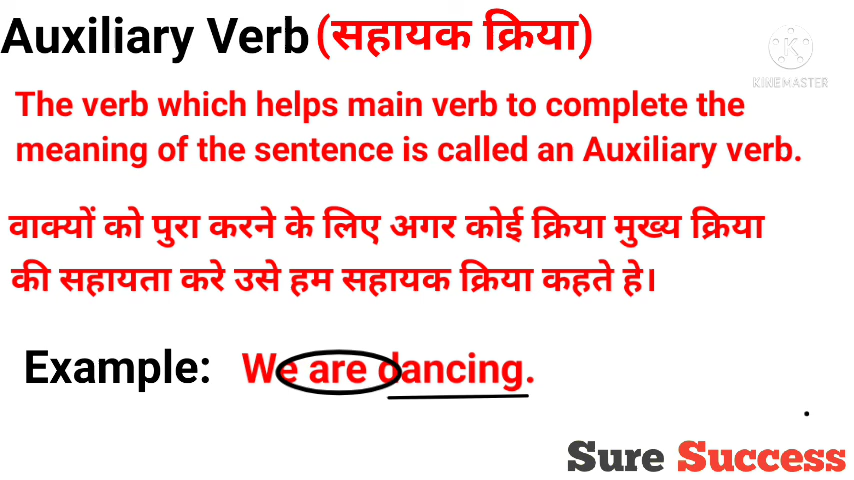 Auxiliary Verb (सहायक क्रिया)
KINEMASTER
The verb which helps main verb to complete the
meaning of the sentence is called an Auxiliary verb.
वाक्यों को पुरा करने के लिए अगर कोई क्रिया मुख्य क्रिया
की सहायता करे उसे हम सहायक क्रिया कहते हे।
Example: We are dancing.
Sure Success